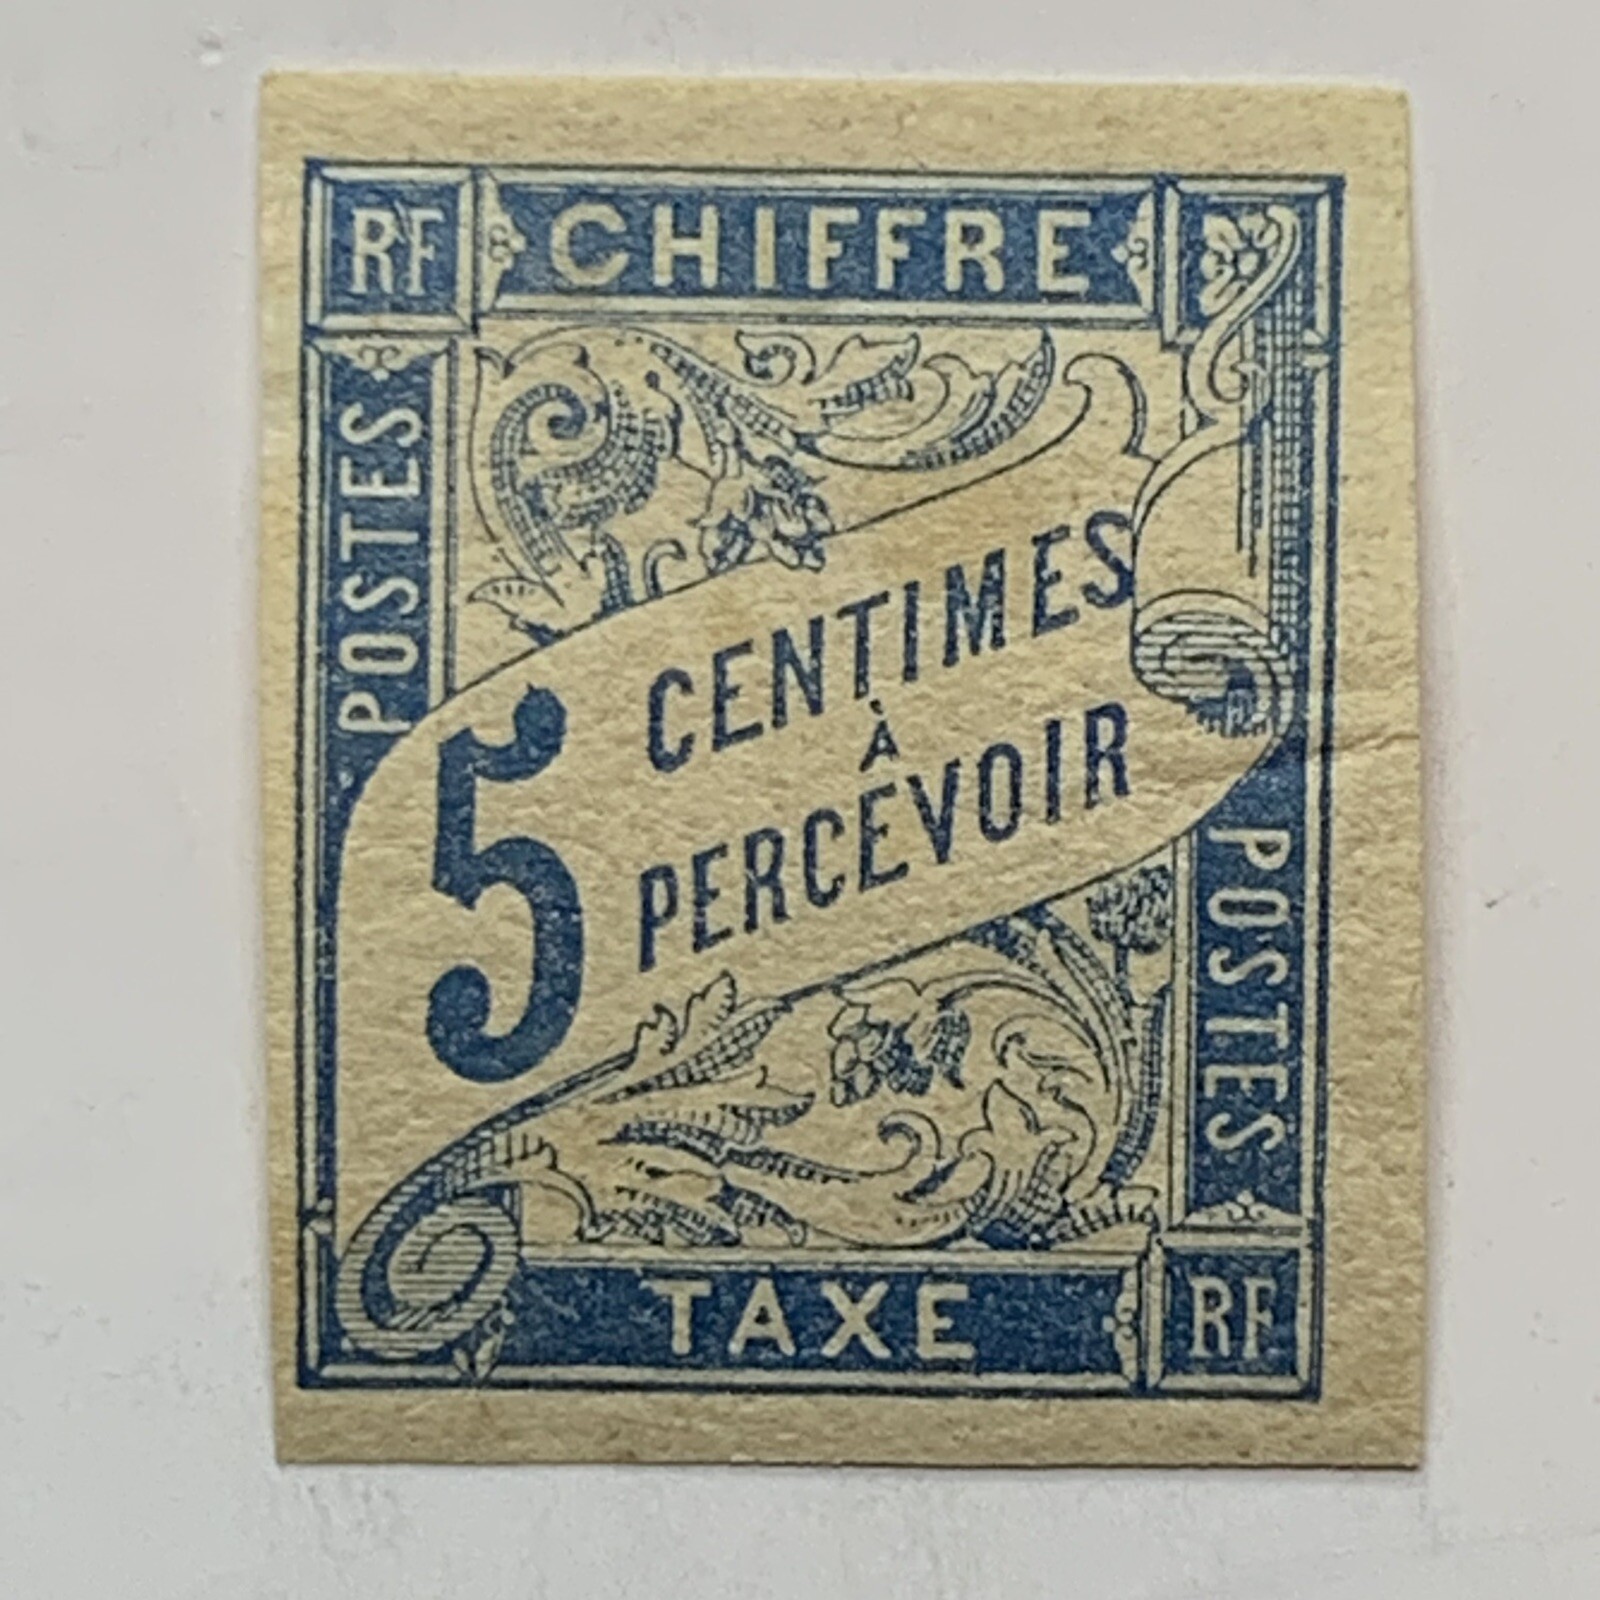 RF CHIFFRE
POSTES
5 CENTIMES
À
PERCEVOIR
POSTES
TAXE RF